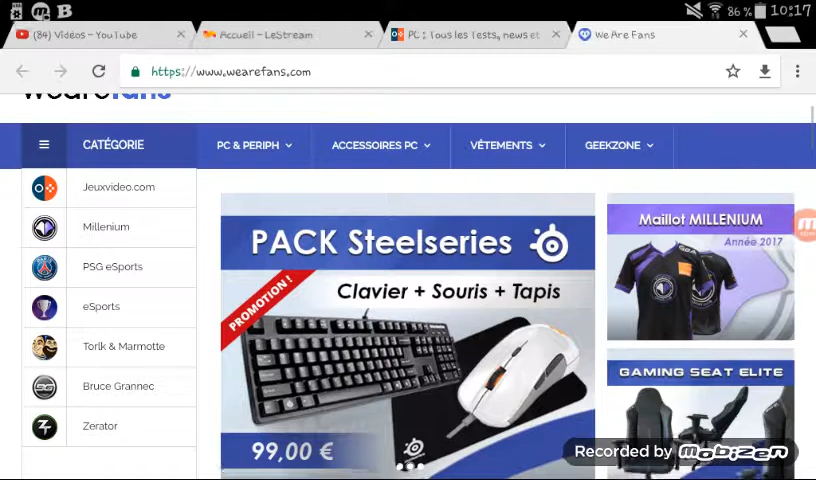 86 % 10:17
(84) Vidéos - YouTube
Accueil - LeStream
PC : Tous les Tests, news et
We Are Fans
https://www.wearefans.com
wearefans
CATÉGORIE
PC & PERIPH
ACCESSOIRES PC
VÊTEMENTS
GEEKZONE
Jeuxvideo.com
Millenium
PSG eSports
eSports
Torlk & Marmotte
Bruce Grannec
Zerator
PACK Steelseries
PROMOTION !
Clavier + Souris + Tapis
99,00 €
Maillot MILLENIUM
Année 2017
GAMING SEAT ELITE
Recorded by
mobizen